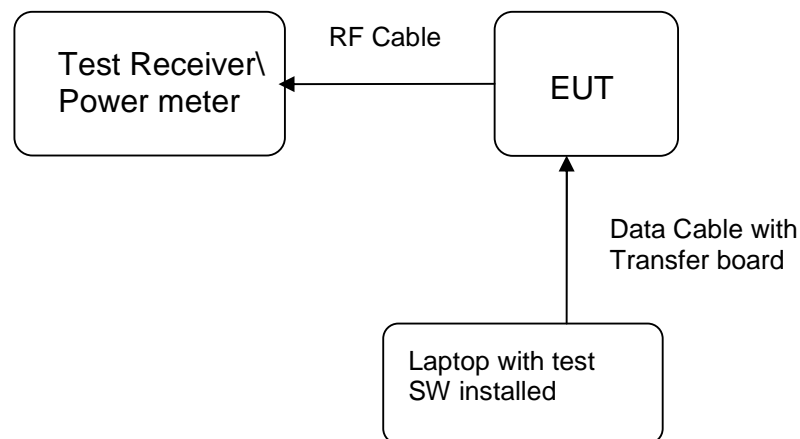 RF Cable
Test Receiver\
Power meter
EUT
Data Cable with
Transfer board
Laptop with test
SW installed